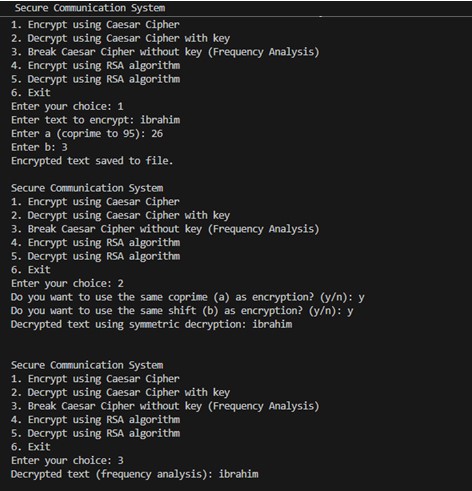 Secure Communication System
1. Encrypt using Caesar Cipher
2. Decrypt using Caesar Cipher with key
3. Break Caesar Cipher without key (Frequency Analysis)
4. Encrypt using RSA algorithm
5. Decrypt using RSA algorithm
6. Exit
Enter your choice: 1
Enter text to encrypt: ibrahim
Enter a (coprime to 95): 26
Enter b: 3
Encrypted text saved to file.
Secure Communication System
1. Encrypt using Caesar Cipher
2. Decrypt using Caesar Cipher with key
3. Break Caesar Cipher without key (Frequency Analysis)
4. Encrypt using RSA algorithm
5. Decrypt using RSA algorithm
6. Exit
Enter your choice: 2
Do you want to use the same coprime (a) as encryption? (y/n): y
Do you want to use the same shift (b) as encryption? (y/n): y
Decrypted text using symmetric decryption: ibrahim
Secure Communication System
1. Encrypt using Caesar Cipher
2. Decrypt using Caesar Cipher with key
3. Break Caesar Cipher without key (Frequency Analysis)
4. Encrypt using RSA algorithm
5. Decrypt using RSA algorithm
6. Exit
Enter your choice: 3
Decrypted text (frequency analysis): ibrahim